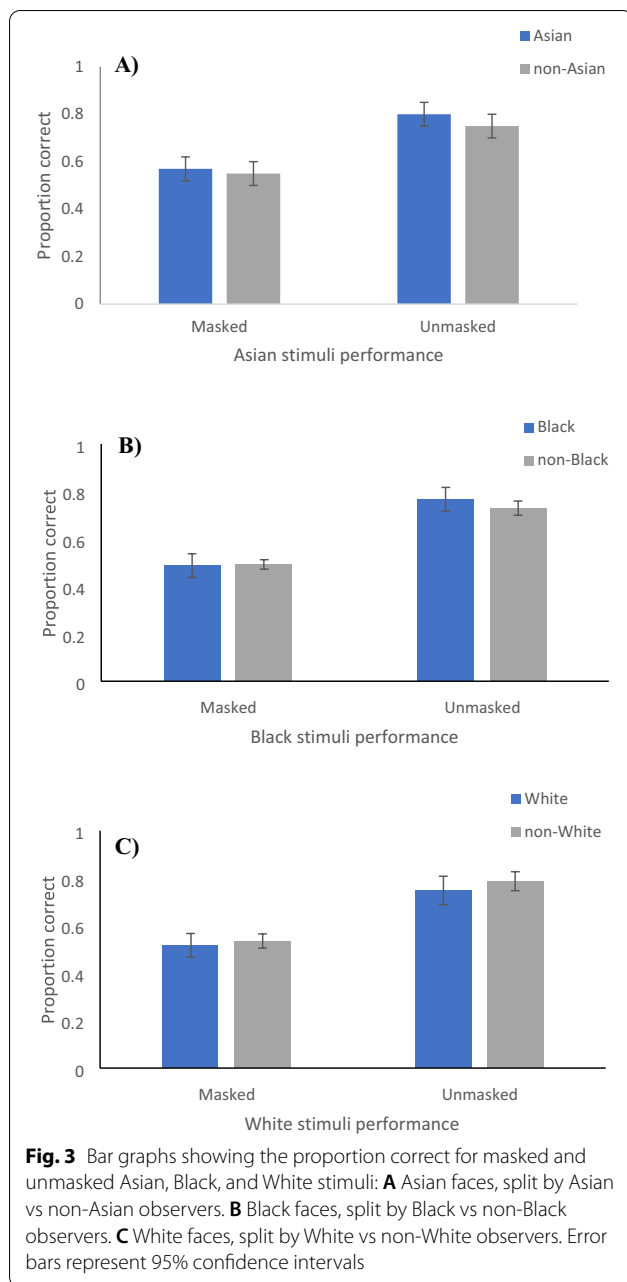 Asian
non-Asian
A)
1
0.8
0.6
0.4
0.2
0
Proportion correct
Masked Unmasked
Asian stimuli performance
Black
non-Black
B)
1
0.8
0.6
0.4
0.2
0
Proportion correct
Masked Unmasked
Black stimuli performance
White
non-White
C)
1
0.8
0.6
0.4
0.2
0
Proportion correct
Masked Unmasked
White stimuli performance
Fig. 3 Bar graphs showing the proportion correct for masked and
unmasked Asian, Black, and White stimuli: A Asian faces, split by Asian
vs non-Asian observers. B Black faces, split by Black vs non-Black
observers. C White faces, split by White vs non-White observers. Error
bars represent 95% confidence intervals